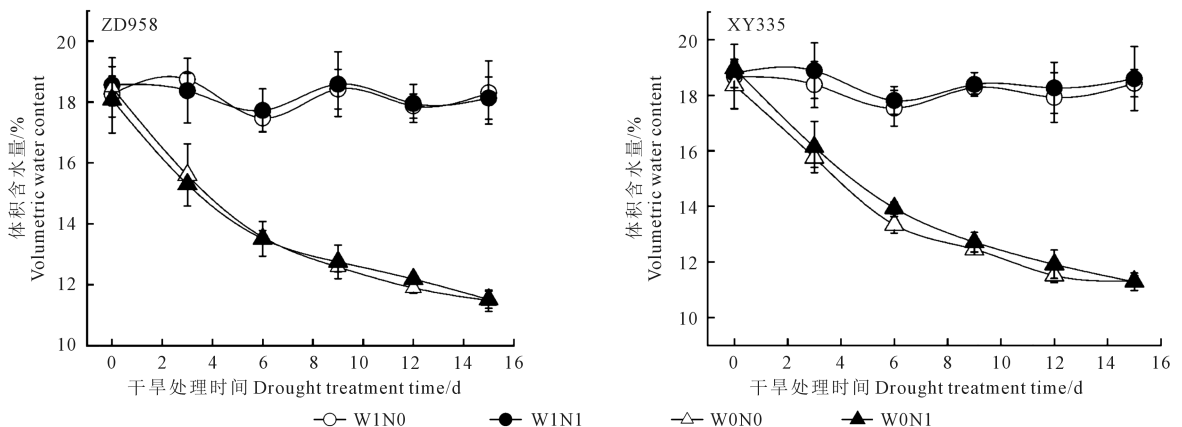 ZD958
20
18
16
14
12
10
体积含水量/%
Volumetric water content
0 2 4 6 8 10 12 14 16
干旱处理时间 Drought treatment time/d
XY335
20
18
16
14
12
10
体积含水量/%
Volumetric water content
0 2 4 6 8 10 12 14 16
干旱处理时间 Drought treatment time/d
W1N0 W1N1 W0N0 W0N1